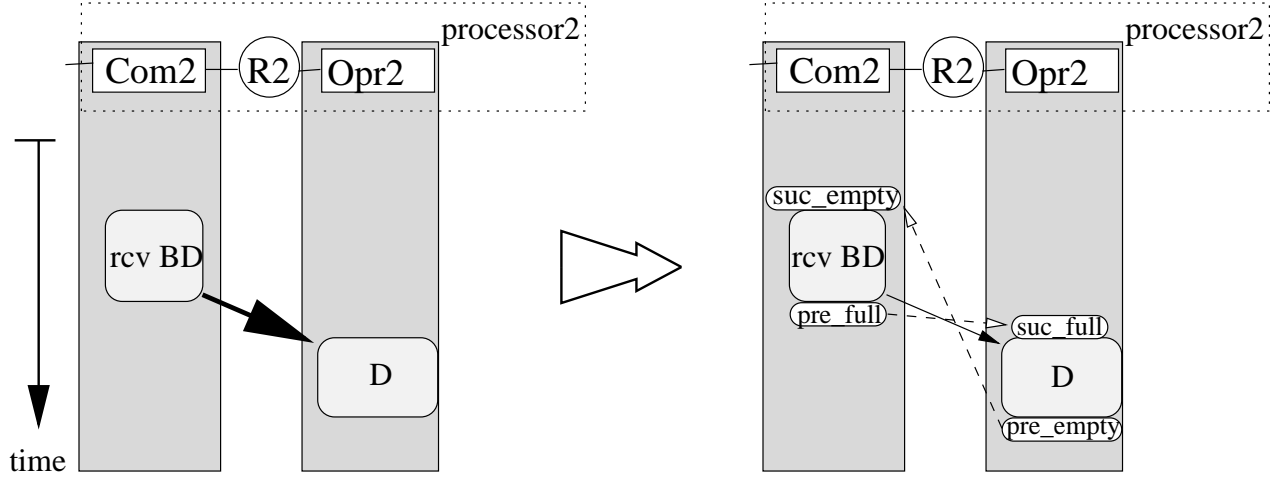 processor2
Com2
R2
Opr2
rcv BD
D
time
processor2
Com2
R2
Opr2
suc_empty
rcv BD
pre_full
suc_full
D
pre_empty